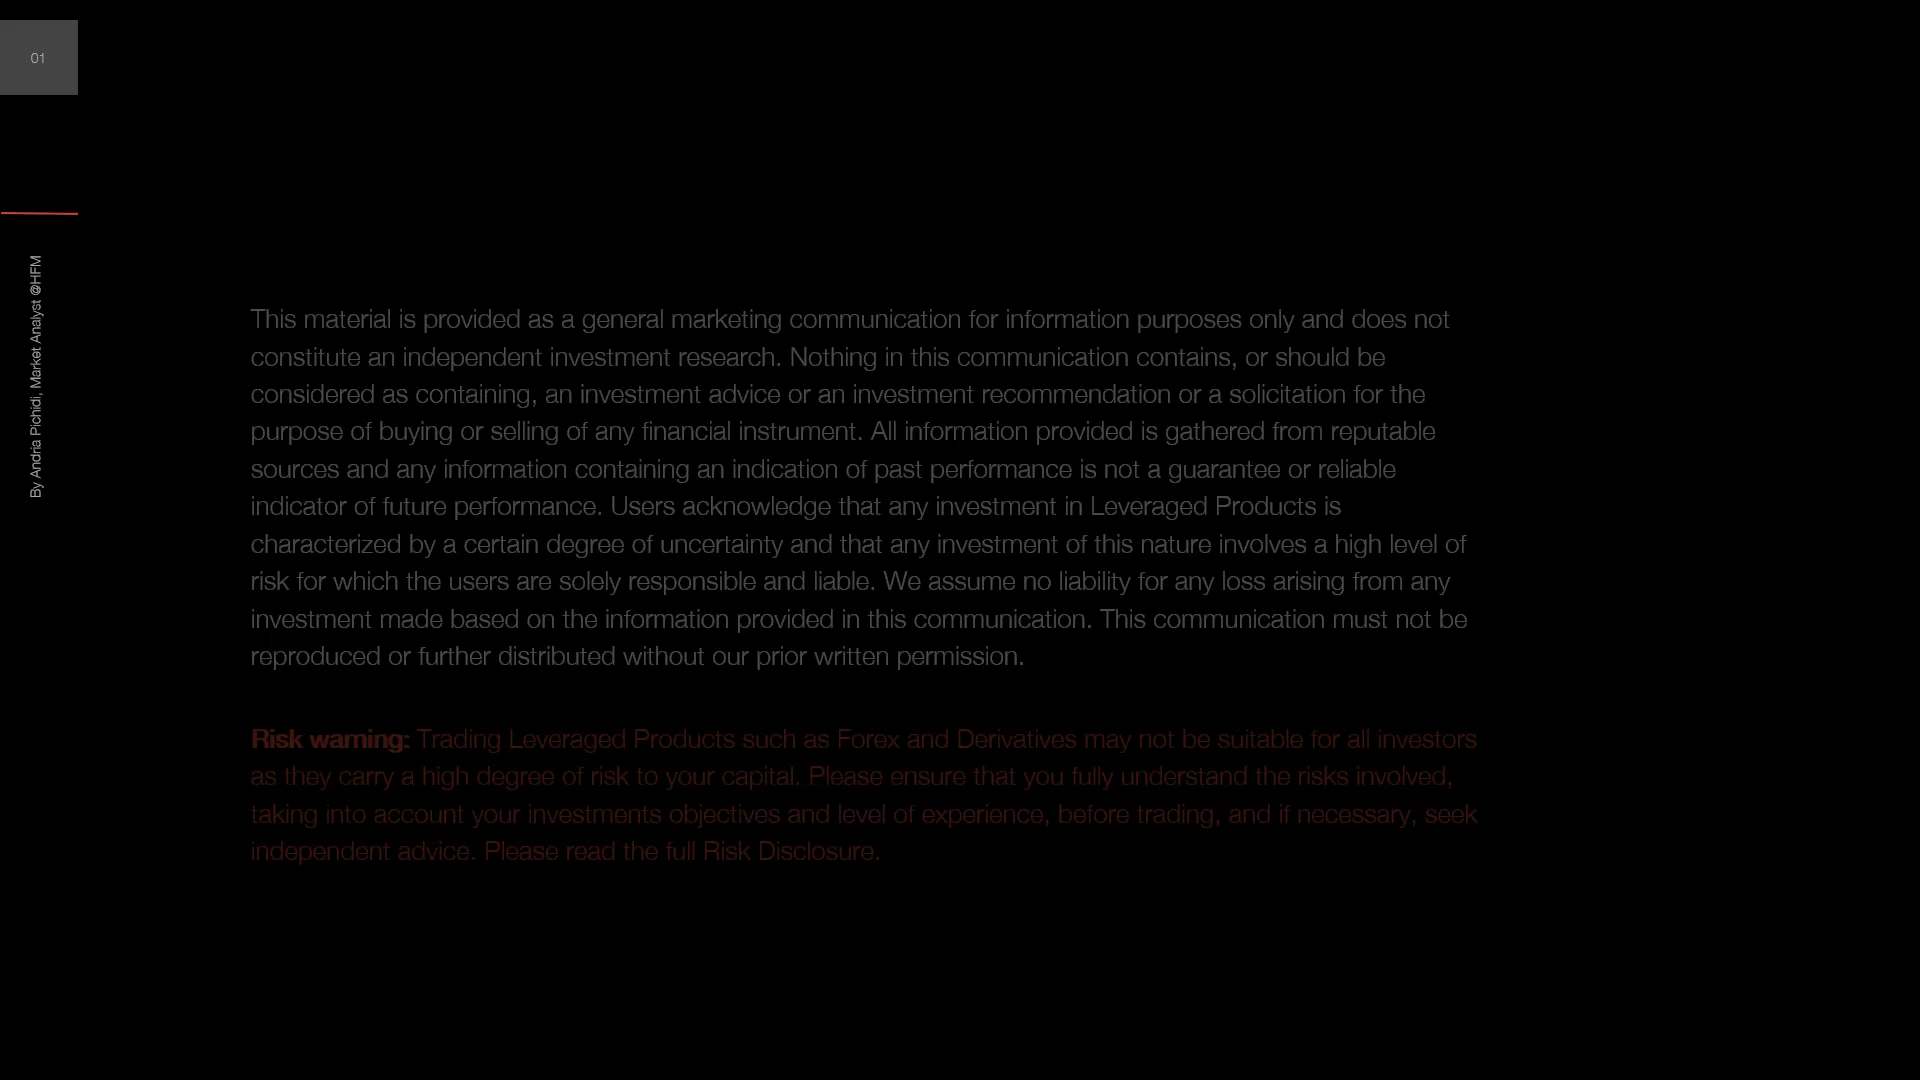 01
By Andria Pichidi, Market Analyst @HFM
This material is provided as a general marketing communication for information purposes only and does not
constitute an independent investment research. Nothing in this communication contains, or should be
considered as containing, an investment advice or an investment recommendation or a solicitation for the
purpose of buying or selling of any financial instrument. All information provided is gathered from reputable
sources and any information containing an indication of past performance is not a guarantee or reliable
indicator of future performance. Users acknowledge that any investment in Leveraged Products is
characterized by a certain degree of uncertainty and that any investment of this nature involves a high level of
risk for which the users are solely responsible and liable. We assume no liability for any loss arising from any
investment made based on the information provided in this communication. This communication must not be
reproduced or further distributed without our prior written permission.
Risk warning: Trading Leveraged Products such as Forex and Derivatives may not be suitable for all investors
as they carry a high degree of risk to your capital. Please ensure that you fully understand the risks involved,
taking into account your investments objectives and level of experience, before trading, and if necessary, seek
independent advice. Please read the full Risk Disclosure.